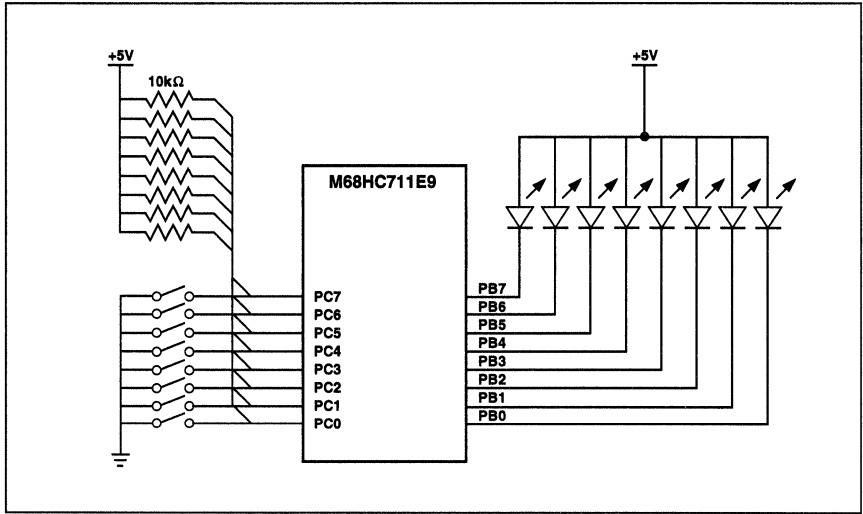 +5V
10kΩ
+5V
M68HC711E9
PC7
PC6
PC5
PC4
PC3
PC2
PC1
PC0
PB7
PB6
PB5
PB4
PB3
PB2
PB1
PB0